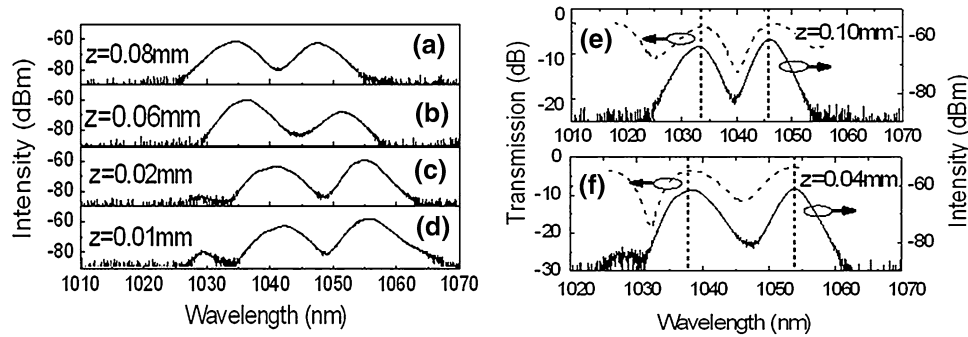 Intensity (dBm)
-60
-80
z=0.08mm
(a)
-60
-80
z=0.06mm
(b)
-60
-80
z=0.02mm
(c)
-60
-80
z=0.01mm
(d)
1010 1020 1030 1040 1050 1060 1070
Wavelength (nm)
Transmission (dB)
0
-10
-20
(e)
z=0.10mm
-60
-80
1010 1020 1030 1040 1050 1060 1070
0
-10
-20
-30
(f)
z=0.04mm
-60
-80
1020 1030 1040 1050 1060 1070
Wavelength (nm)
Intensity (dBm)